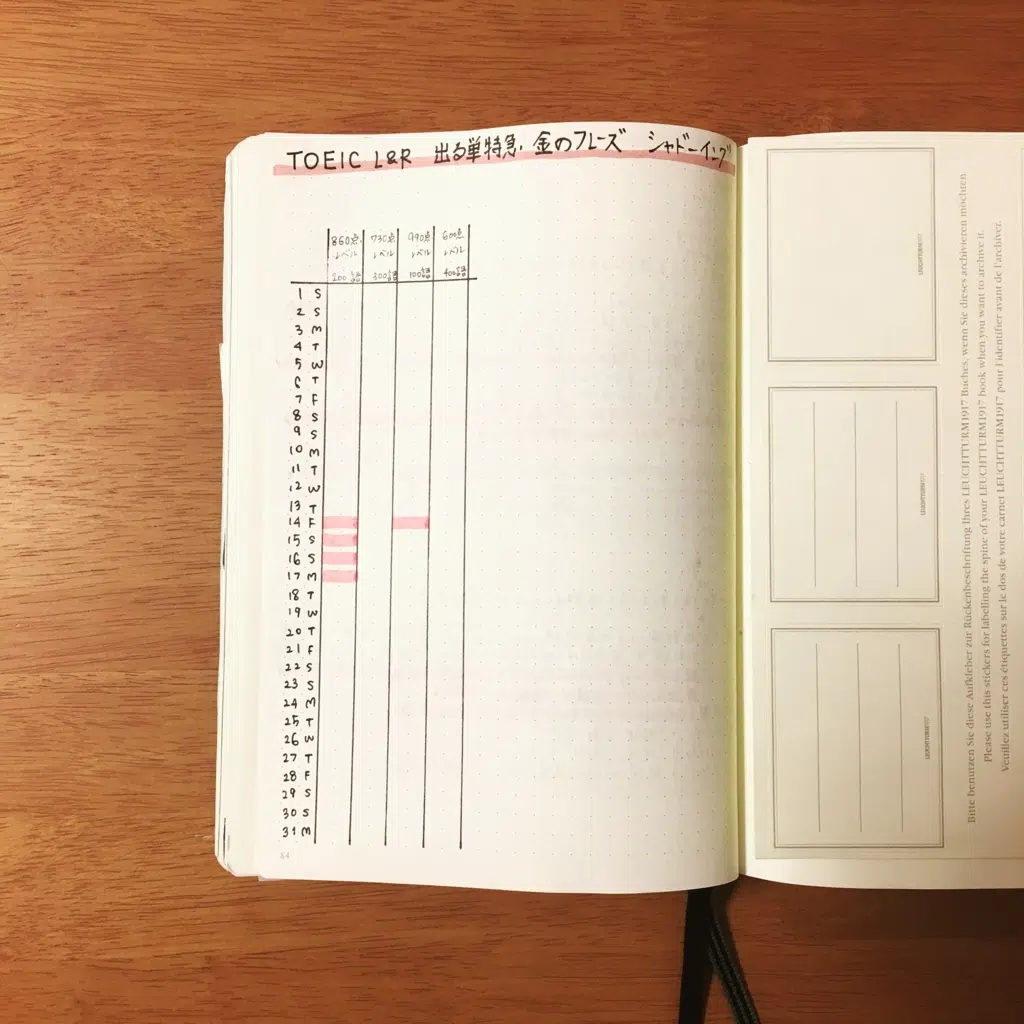 TOEIC L&R 出る単特急 金のフレーズ シャドーイング
860点 730点 990点 600点
レベル レベル レベル レベル
200語 300語 100語 400語
1 S
2 S
3 M
4 T
5 W
6 T
7 F
8 S
9 S
10 M
11 T
12 W
13 T
14 F
15 S
16 S
17 M
18 T
19 W
20 T
21 F
22 S
23 S
24 M
25 T
26 W
27 T
28 F
29 S
30 S
31 M
84
LEUCHTTURM1917
LEUCHTTURM1917
LEUCHTTURM1917
Bitte benutzen Sie diese Aufkleber zur Rückenbeschriftung Ihres LEUCHTTURM1917 Buches, wenn Sie dieses archivieren möchten.
Please use this stickers for labelling the spine of your LEUCHTTURM1917 book when you want to archive it.
Veuillez utiliser ces étiquettes sur le dos de votre carnet LEUCHTTURM1917 pour l'identifier avant de l'archiver.